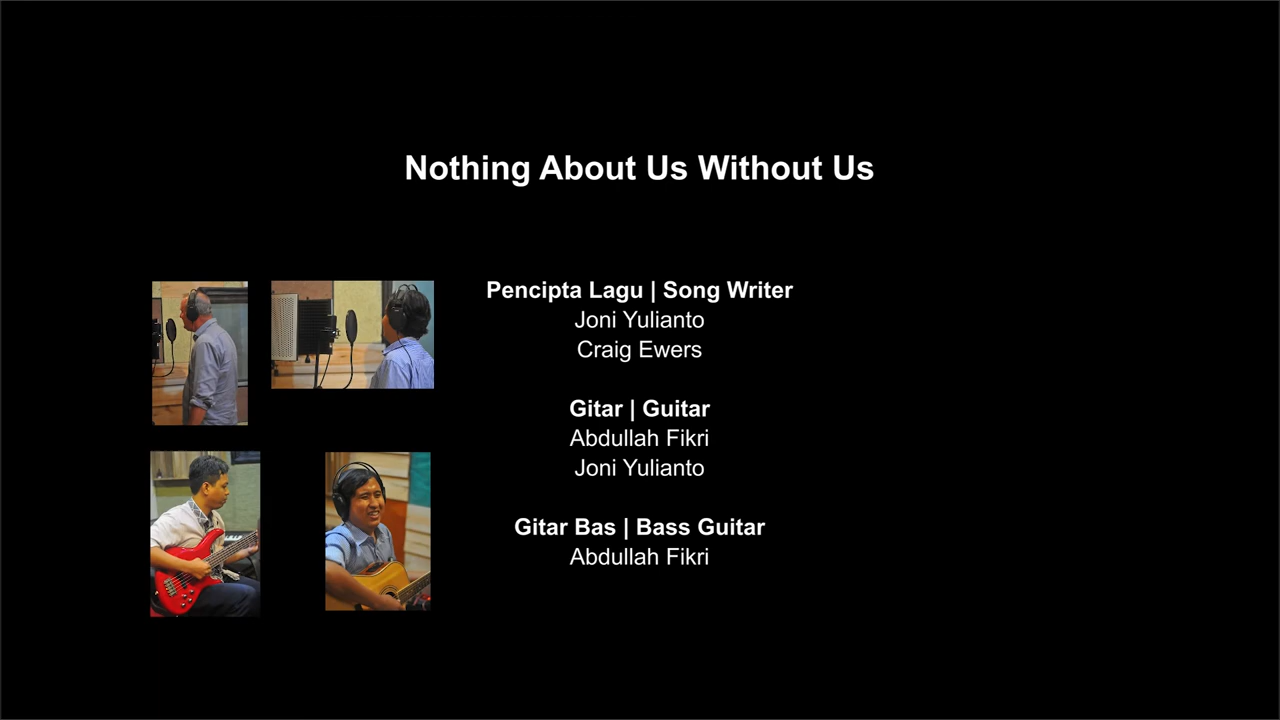 Nothing About Us Without Us
Pencipta Lagu | Song Writer
Joni Yulianto
Craig Ewers
Gitar | Guitar
Abdullah Fikri
Joni Yulianto
Gitar Bas | Bass Guitar
Abdullah Fikri